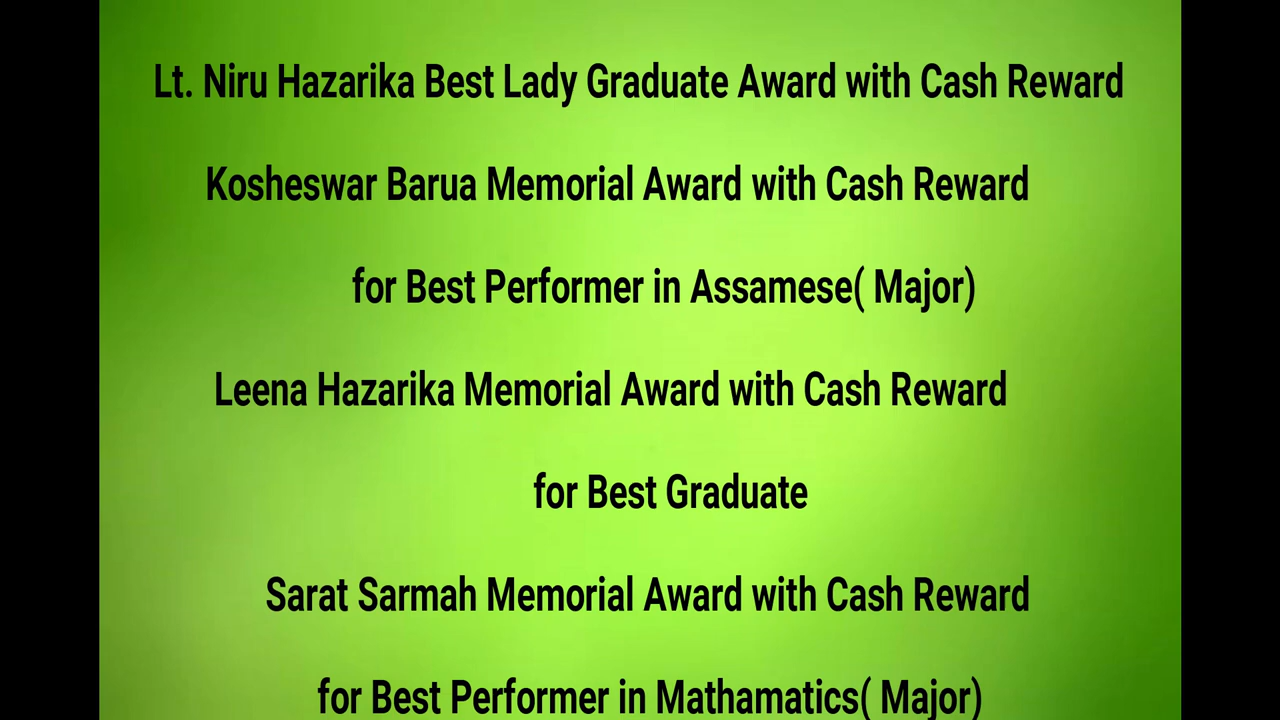 Lt. Niru Hazarika Best Lady Graduate Award with Cash Reward
Kosheswar Barua Memorial Award with Cash Reward
for Best Performer in Assamese( Major)
Leena Hazarika Memorial Award with Cash Reward
for Best Graduate
Sarat Sarmah Memorial Award with Cash Reward
for Best Performer in Mathamatics( Major)